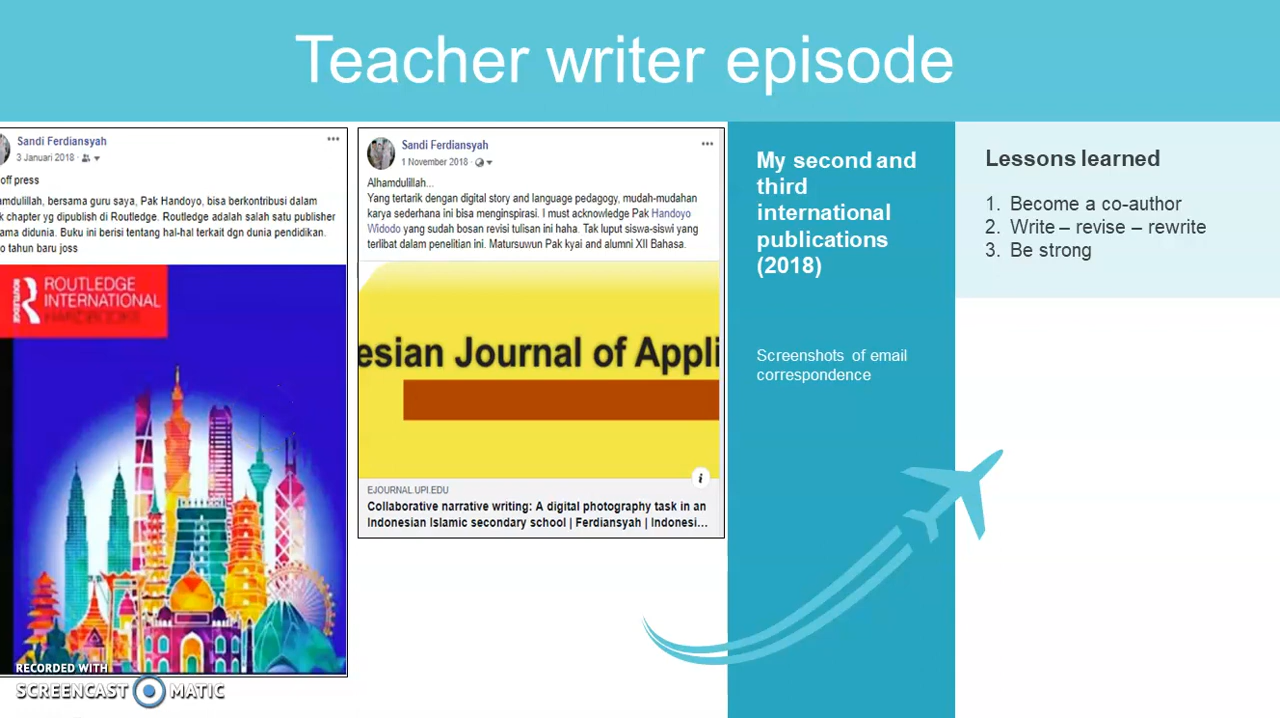 Teacher writer episode
Sandi Ferdiansyah
3 Januari 2018
off press
bersama guru saya, Pak Handoyo, bisa berkontribusi dalam
chapter yg dipublish di Routledge. Routledge adalah salah satu publisher
didunia. Buku ini berisi tentang hal-hal terkait dgn dunia pendidikan.
tahun baru joss
ROUTLEDGE
ROUTLEDGE
INTERNATIONAL
HANDBOOKS
RECORDED WITH
SCREENCAST MATIC
Sandi Ferdiansyah
1 November 2018
Alhamdulillah...
Yang tertarik dengan digital story and language pedagogy, mudah-mudahan
karya sederhana ini bisa menginspirasi. I must acknowledge Pak Handoyo
Widodo yang sudah bosan revisi tulisan ini haha. Tak luput siswa-siswi yang
terlibat dalam penelitian ini. Matursuwun Pak kyai and alumni XII Bahasa.
esian Journal of Appli
i
EJOURNAL.UPI.EDU
Collaborative narrative writing: A digital photography task in an
Indonesian Islamic secondary school | Ferdiansyah | Indonesi...
My second and
third
international
publications
(2018)
Screenshots of email
correspondence
Lessons learned
1. Become a co-author
2. Write – revise – rewrite
3. Be strong